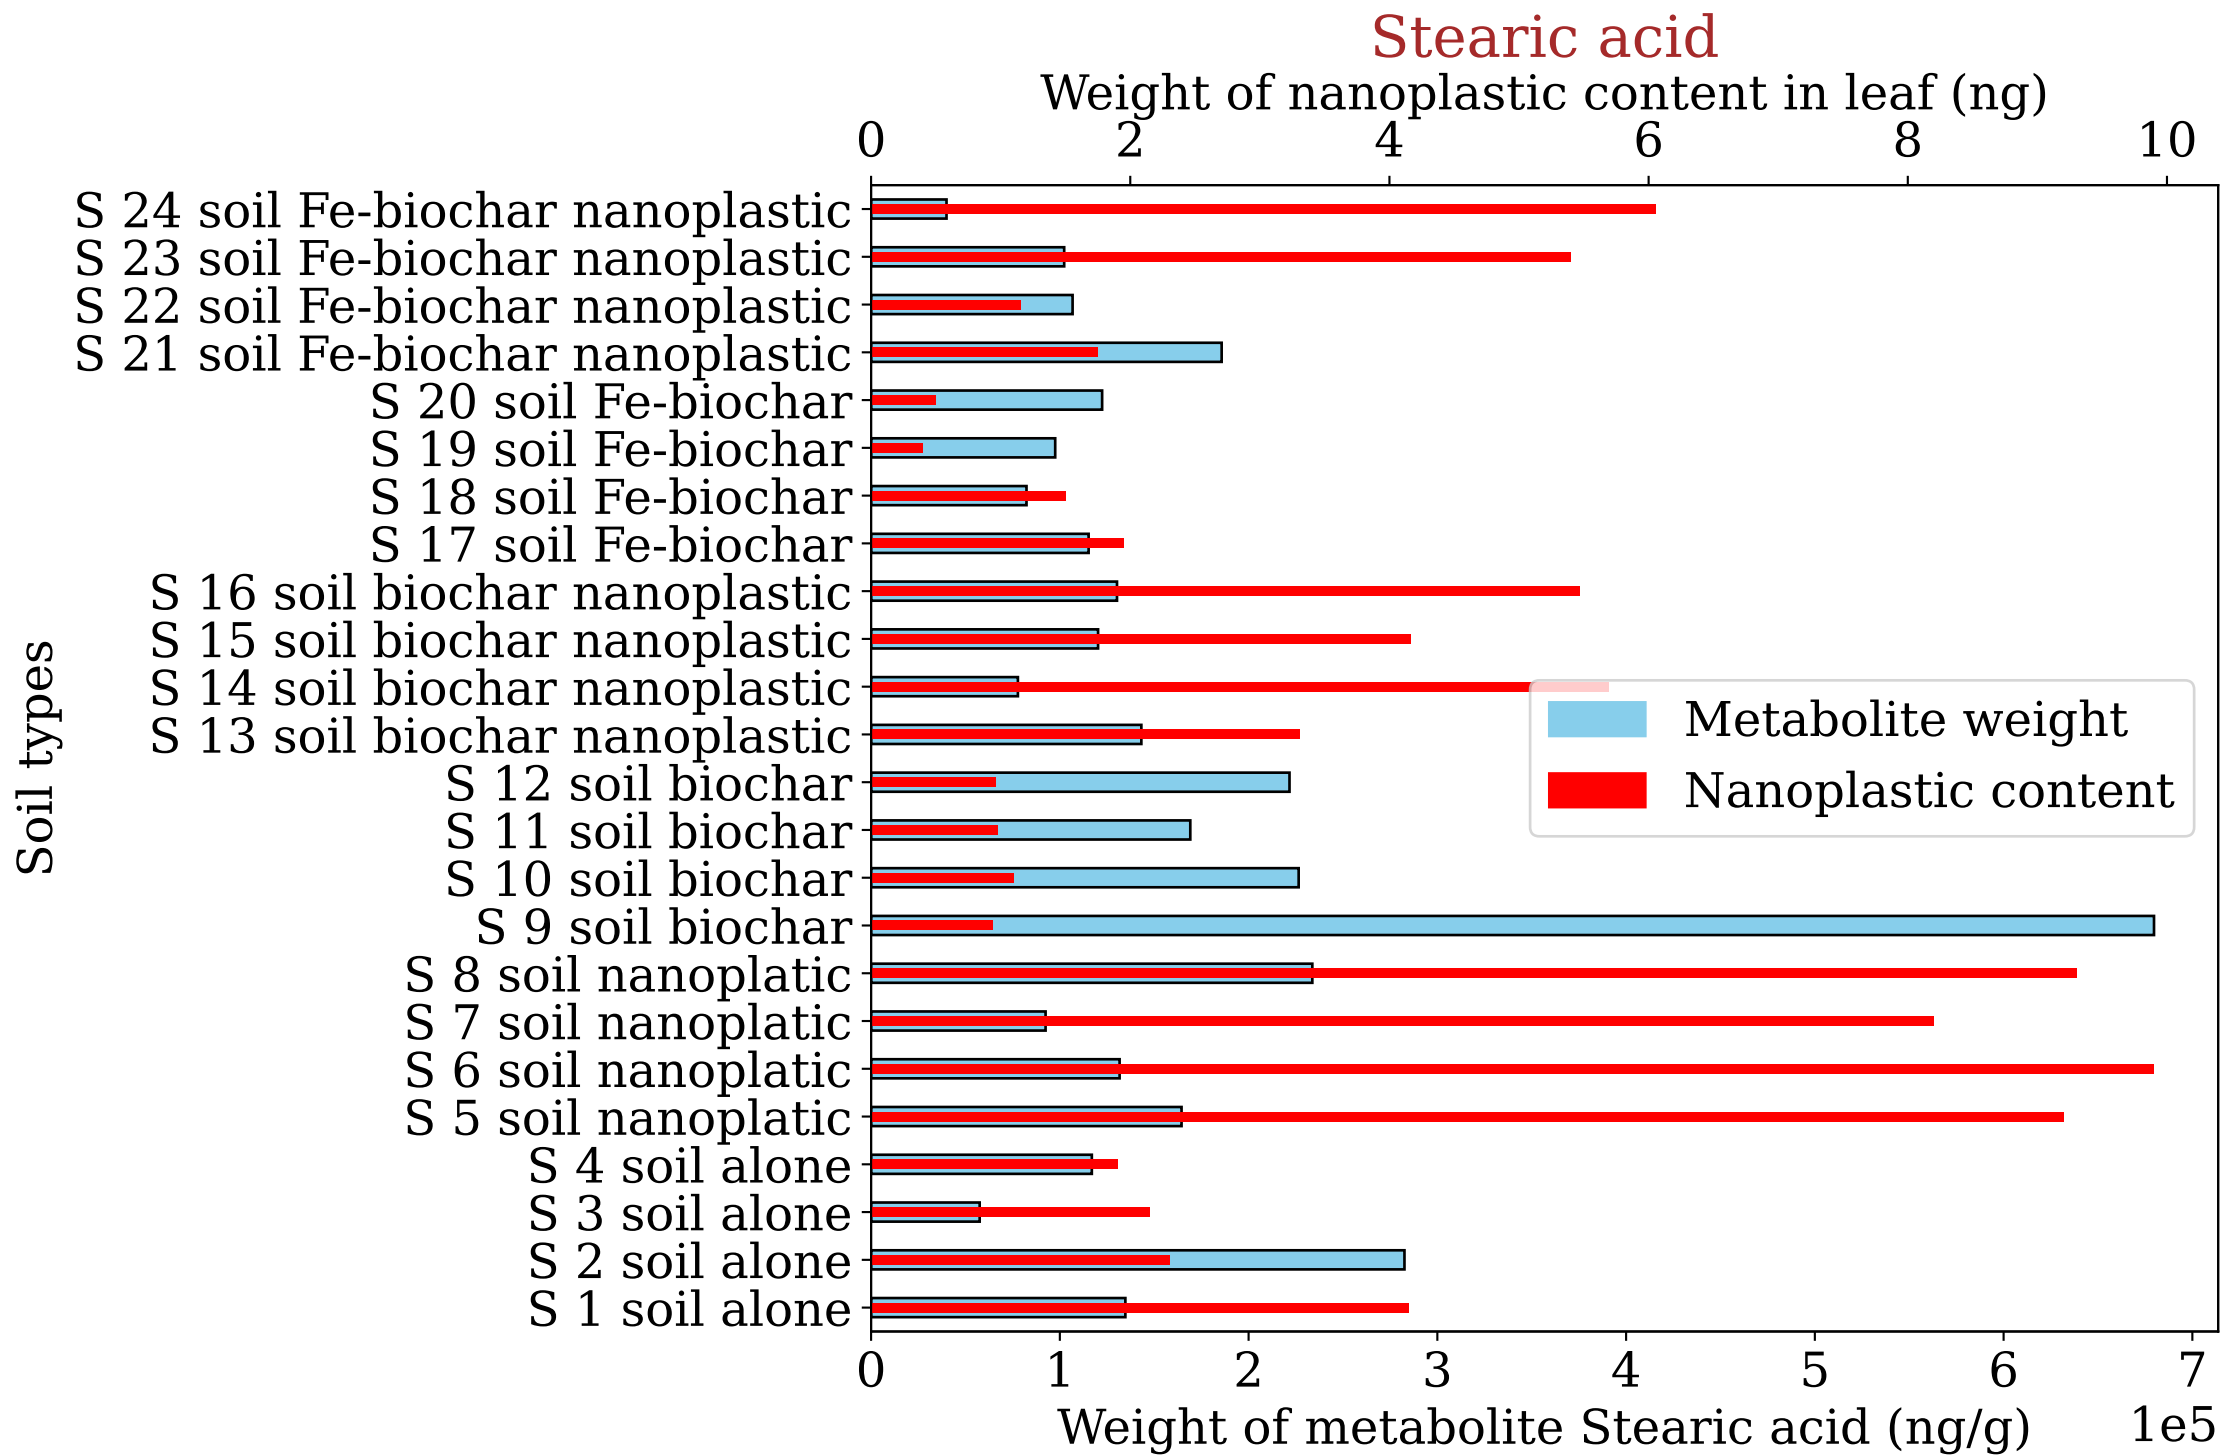 Stearic acid
Weight of nanoplastic content in leaf (ng)
0 2 4 6 8 10
S 24 soil Fe-biochar nanoplastic
S 23 soil Fe-biochar nanoplastic
S 22 soil Fe-biochar nanoplastic
S 21 soil Fe-biochar nanoplastic
S 20 soil Fe-biochar
S 19 soil Fe-biochar
S 18 soil Fe-biochar
S 17 soil Fe-biochar
S 16 soil biochar nanoplastic
S 15 soil biochar nanoplastic
S 14 soil biochar nanoplastic
S 13 soil biochar nanoplastic
S 12 soil biochar
S 11 soil biochar
S 10 soil biochar
S 9 soil biochar
S 8 soil nanoplatic
S 7 soil nanoplatic
S 6 soil nanoplatic
S 5 soil nanoplatic
S 4 soil alone
S 3 soil alone
S 2 soil alone
S 1 soil alone
Soil types
Metabolite weight
Nanoplastic content
0 1 2 3 4 5 6 7
Weight of metabolite Stearic acid (ng/g)
1e5